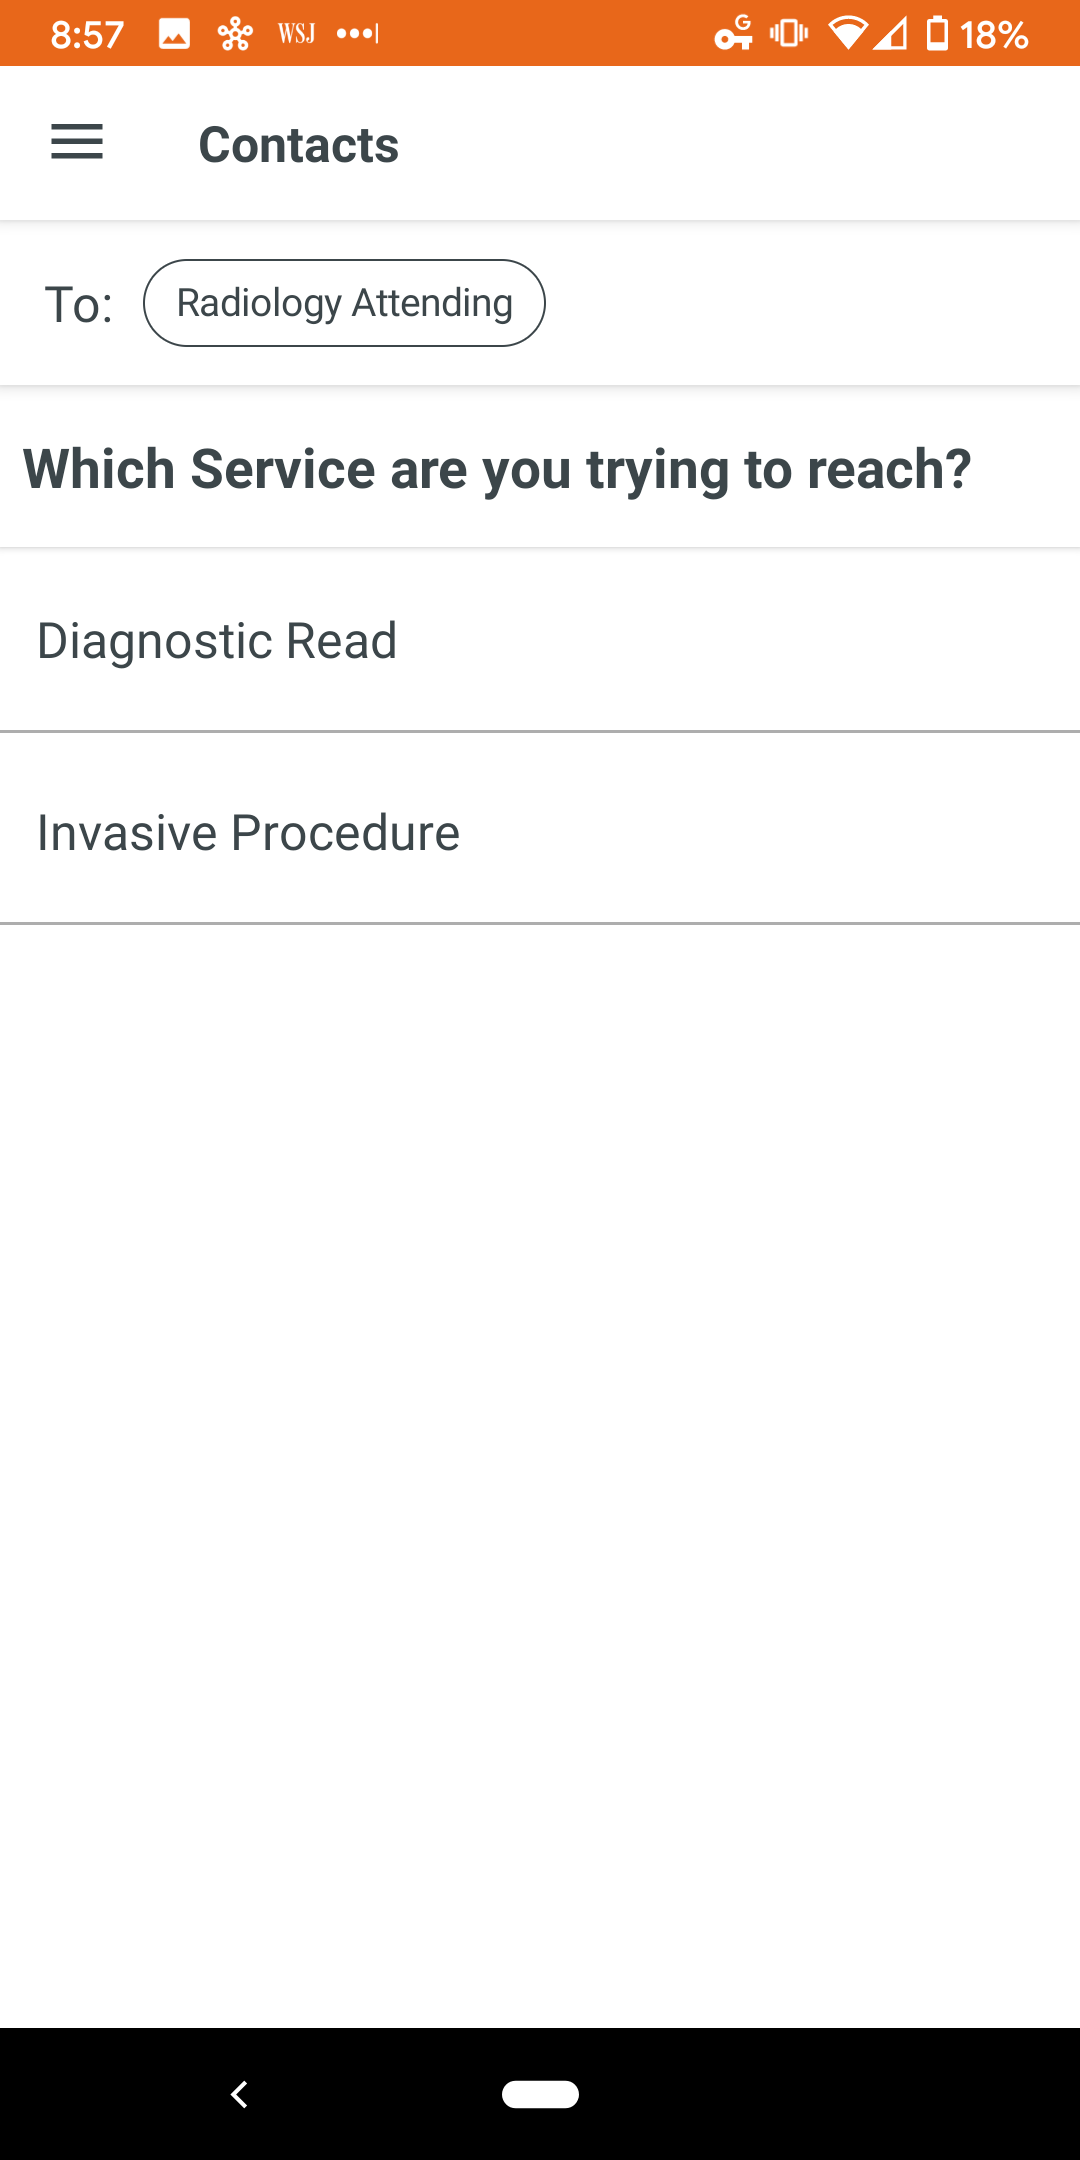 8:57 WSJ G 18%
Contacts
To: Radiology Attending
Which Service are you trying to reach?
Diagnostic Read
Invasive Procedure